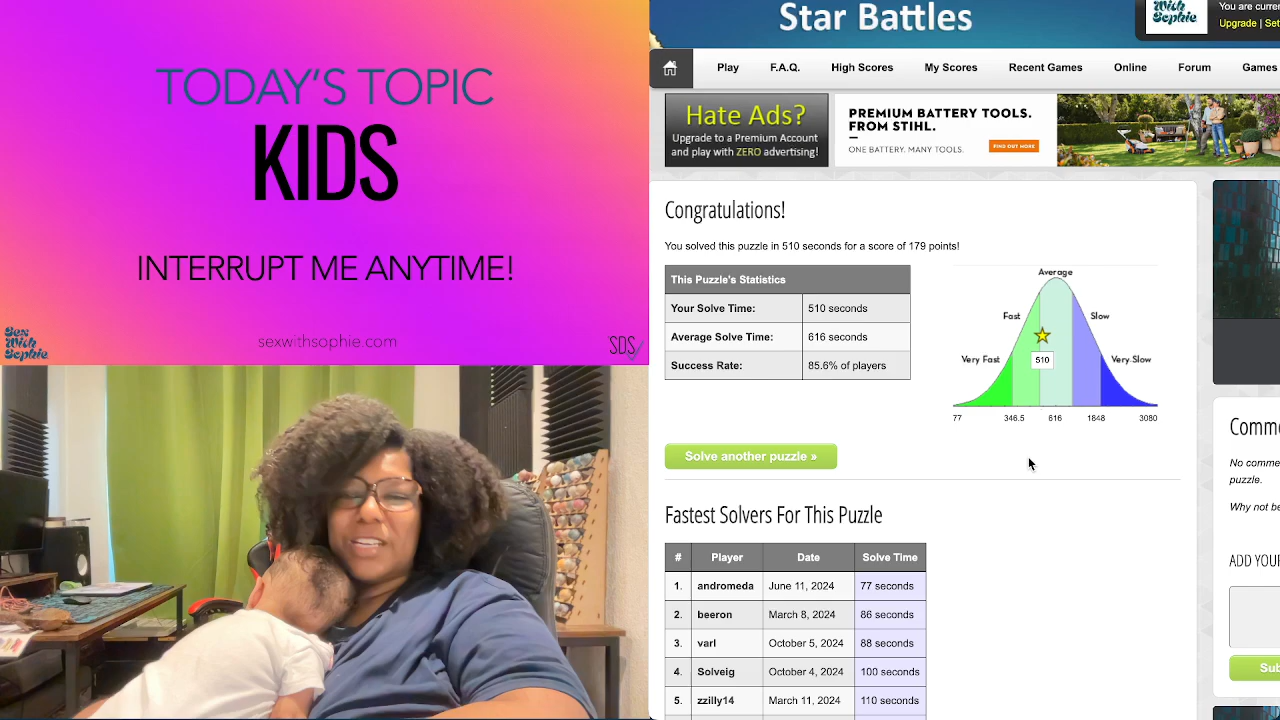 TODAY'S TOPIC
KIDS
INTERRUPT ME ANYTIME!
sexwithsophie.com
Sex
With
Sophie
SDS
Star Battles
With
Sophie
You are curre
Upgrade | Set
Play
F.A.Q.
High Scores
My Scores
Recent Games
Online
Forum
Games
Hate Ads?
Upgrade to a Premium Account
and play with ZERO advertising!
PREMIUM BATTERY TOOLS.
FROM STIHL.
ONE BATTERY. MANY TOOLS.
FIND OUT MORE
Congratulations!
You solved this puzzle in 510 seconds for a score of 179 points!
This Puzzle's Statistics
Your Solve Time: 510 seconds
Average Solve Time: 616 seconds
Success Rate: 85.6% of players
Average
Fast
Slow
Very Fast
510
Very Slow
77 346.5 616 1848 3080
Solve another puzzle »
Fastest Solvers For This Puzzle
# Player Date Solve Time
1. andromeda June 11, 2024 77 seconds
2. beeron March 8, 2024 86 seconds
3. varl October 5, 2024 88 seconds
4. Solveig October 4, 2024 100 seconds
5. zzilly14 March 11, 2024 110 seconds
Comme
No comme
puzzle.
Why not be
ADD YOUR
Sub